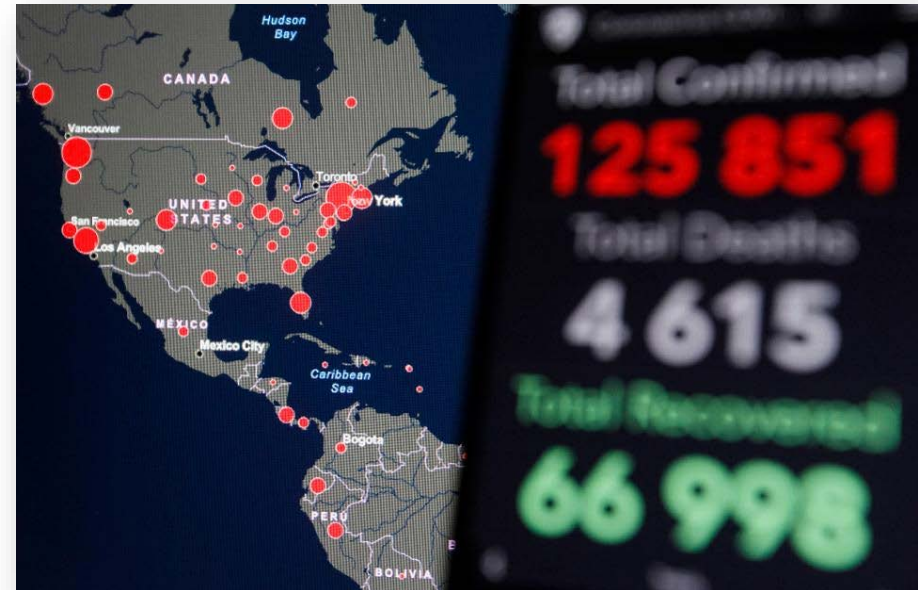 Hudson
Bay
CANADA
Vancouver
Toronto
New York
UNITED
STATES
San Francisco
Los Angeles
MÉXICO
Mexico City
Caribbean
Sea
Bogota
PERU
BOLIVIA
B
Total Confirmed
125 851
Total Deaths
4 615
Total Recovered
66 998